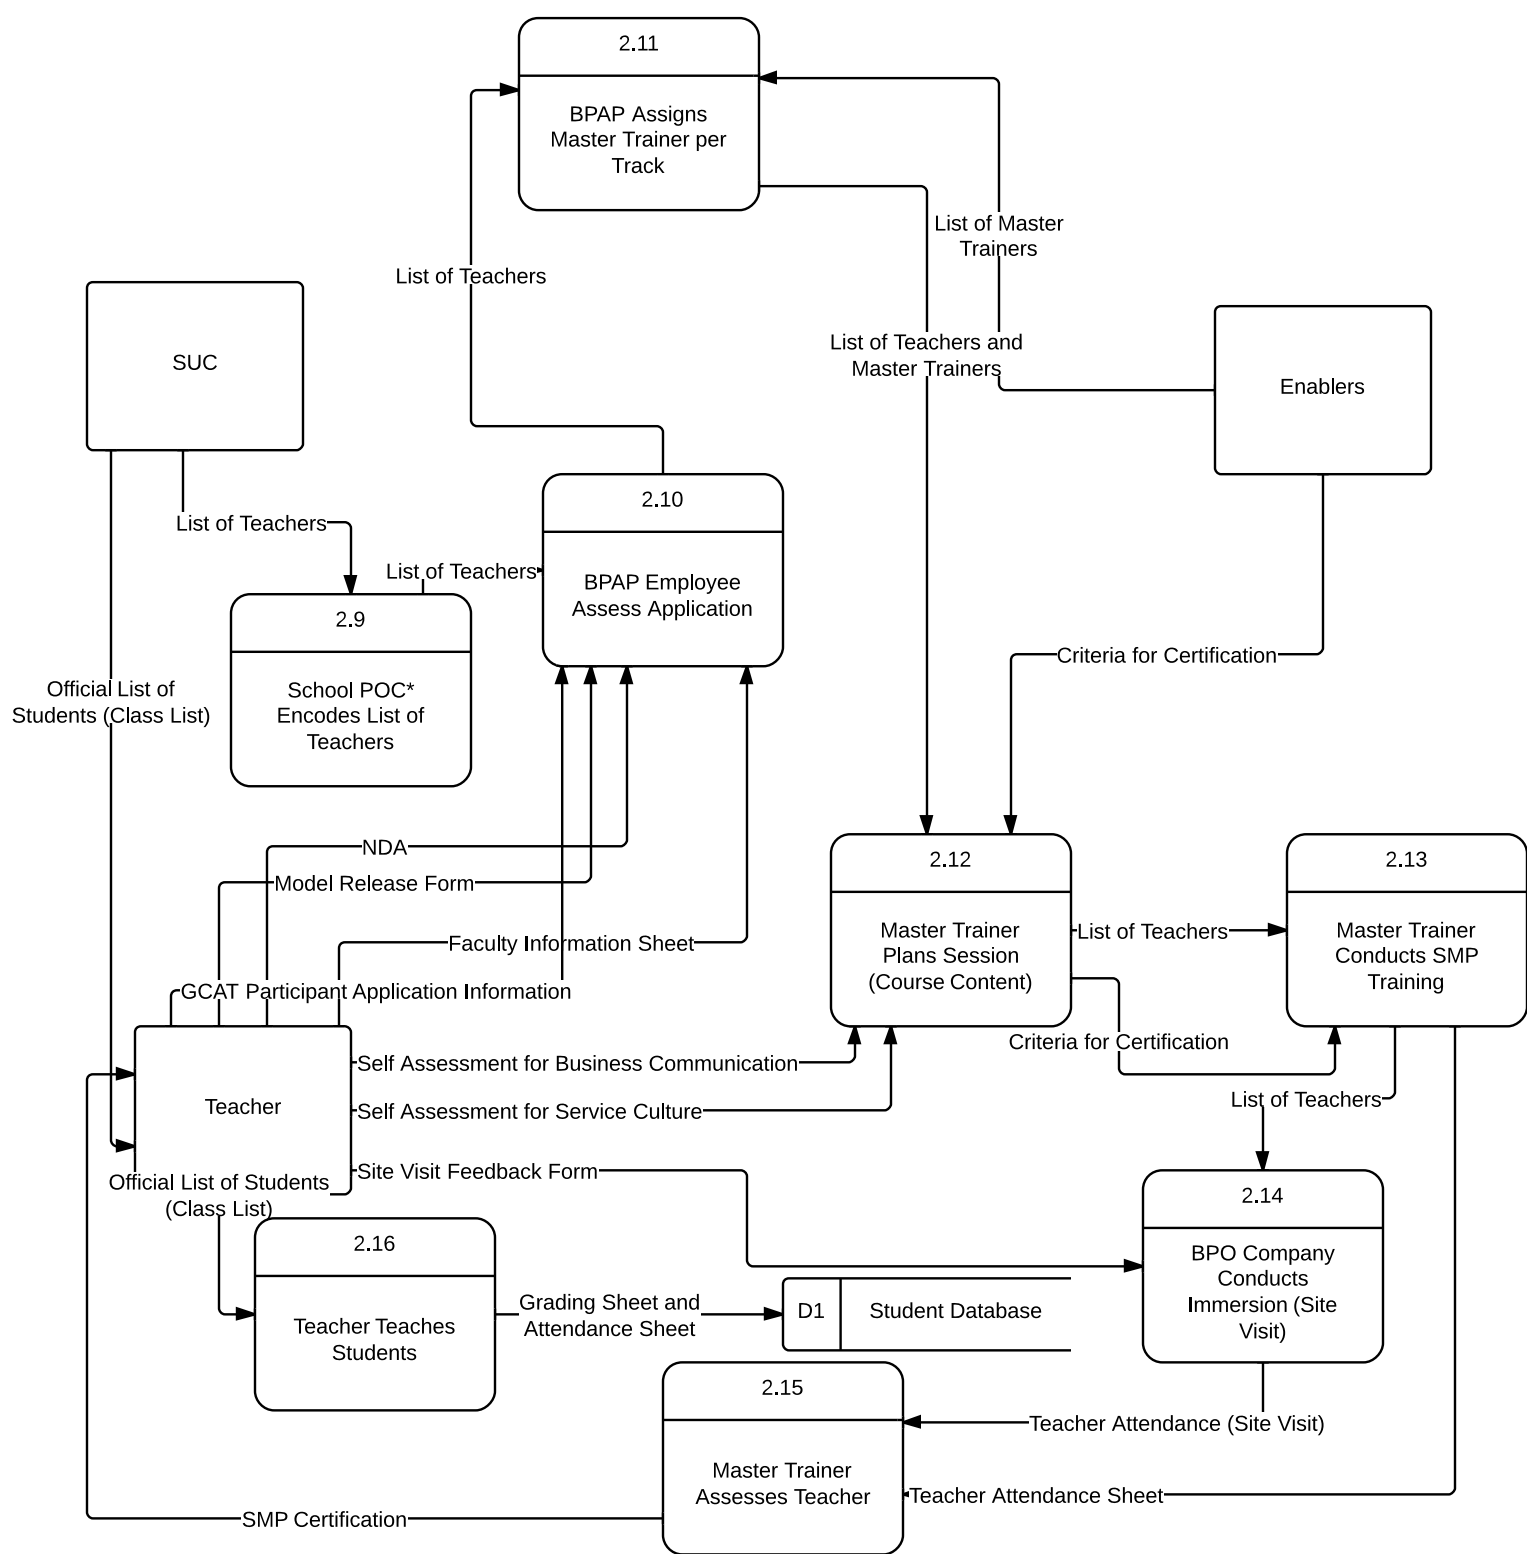 2.11
BPAP Assigns
Master Trainer per
Track
List of Master
Trainers
List of Teachers
List of Teachers and
Master Trainers
SUC
Enablers
2.10
BPAP Employee
Assess Application
List of Teachers
List of Teachers
2.9
School POC*
Encodes List of
Teachers
Criteria for Certification
Official List of
Students (Class List)
NDA
Model Release Form
Faculty Information Sheet
GCAT Participant Application Information
2.12
Master Trainer
Plans Session
(Course Content)
List of Teachers
2.13
Master Trainer
Conducts SMP
Training
Criteria for Certification
Self Assessment for Business Communication
Teacher
Self Assessment for Service Culture
List of Teachers
Site Visit Feedback Form
Official List of Students
(Class List)
2.14
BPO Company
Conducts
Immersion (Site
Visit)
2.16
Teacher Teaches
Students
Grading Sheet and
Attendance Sheet
D1
Student Database
2.15
Master Trainer
Assesses Teacher
Teacher Attendance (Site Visit)
Teacher Attendance Sheet
SMP Certification